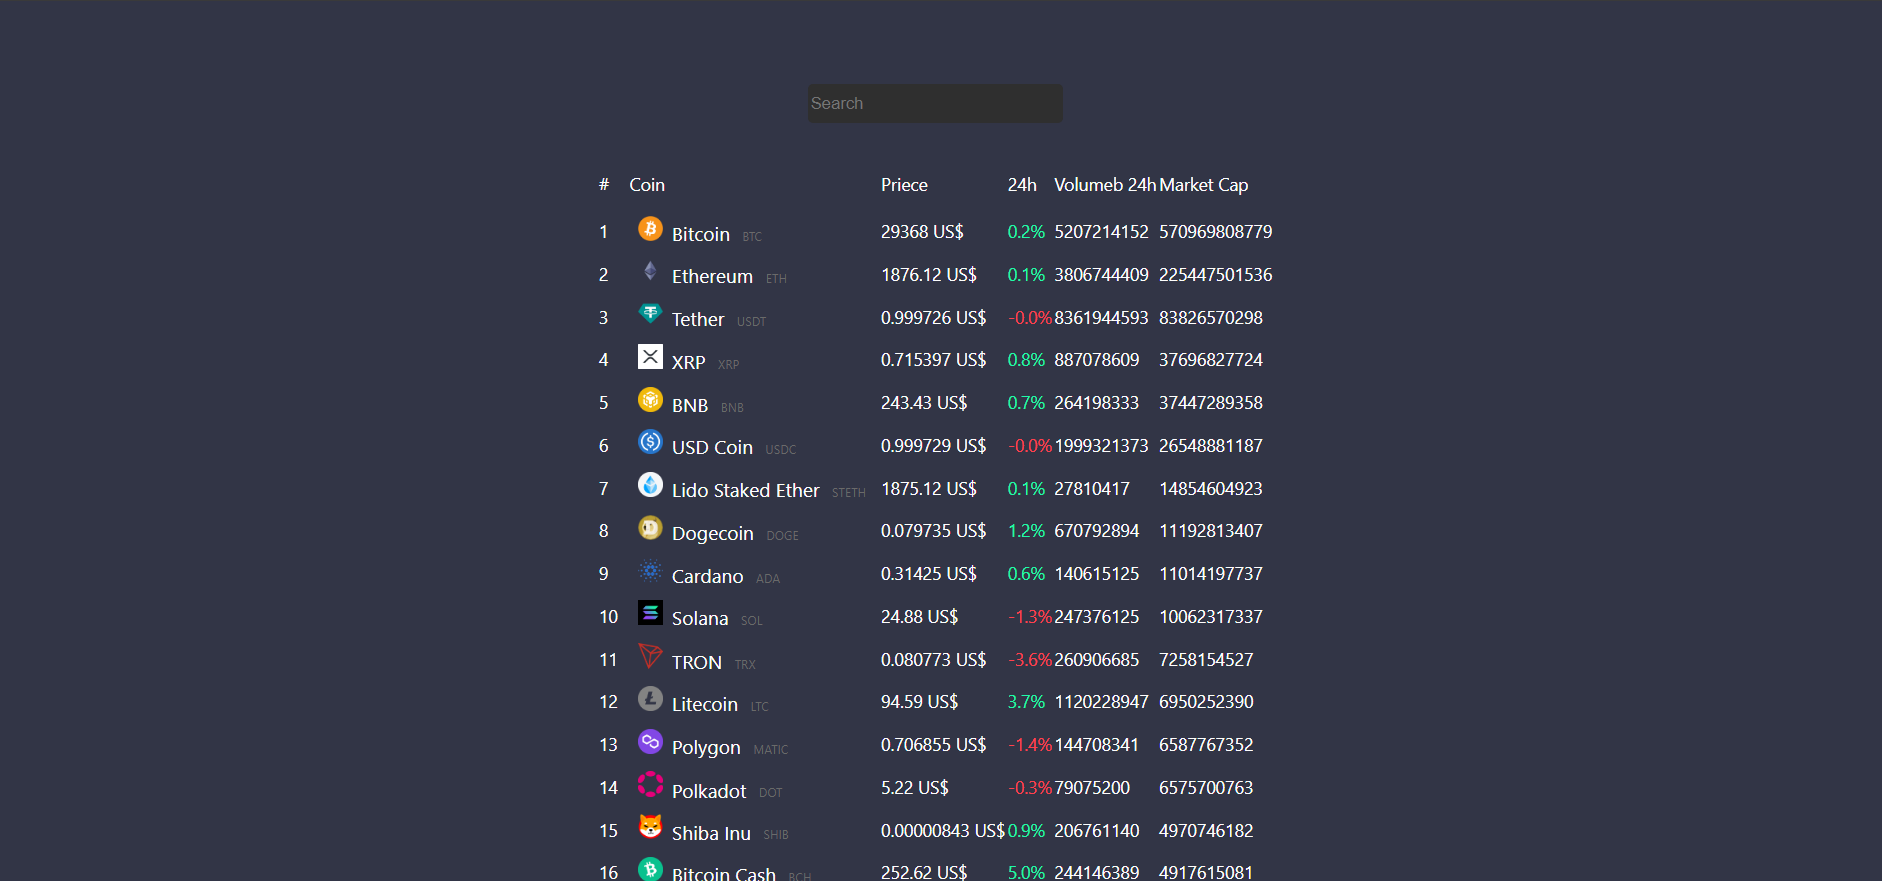 Search
# Coin Priece 24h Volumeb 24h Market Cap
1 Bitcoin BTC 29368 US$ 0.2% 5207214152 570969808779
2 Ethereum ETH 1876.12 US$ 0.1% 3806744409 225447501536
3 Tether USDT 0.999726 US$ -0.0% 8361944593 83826570298
4 XRP XRP 0.715397 US$ 0.8% 887078609 37696827724
5 BNB BNB 243.43 US$ 0.7% 264198333 37447289358
6 USD Coin USDC 0.999729 US$ -0.0% 1999321373 26548881187
7 Lido Staked Ether STETH 1875.12 US$ 0.1% 27810417 14854604923
8 Dogecoin DOGE 0.079735 US$ 1.2% 670792894 11192813407
9 Cardano ADA 0.31425 US$ 0.6% 140615125 11014197737
10 Solana SOL 24.88 US$ -1.3% 247376125 10062317337
11 TRON TRX 0.080773 US$ -3.6% 260906685 7258154527
12 Litecoin LTC 94.59 US$ 3.7% 1120228947 6950252390
13 Polygon MATIC 0.706855 US$ -1.4% 144708341 6587767352
14 Polkadot DOT 5.22 US$ -0.3% 79075200 6575700763
15 Shiba Inu SHIB 0.00000843 US$ 0.9% 206761140 4970746182
16 Bitcoin Cash BCH 252.62 US$ 5.0% 244146389 4917615081